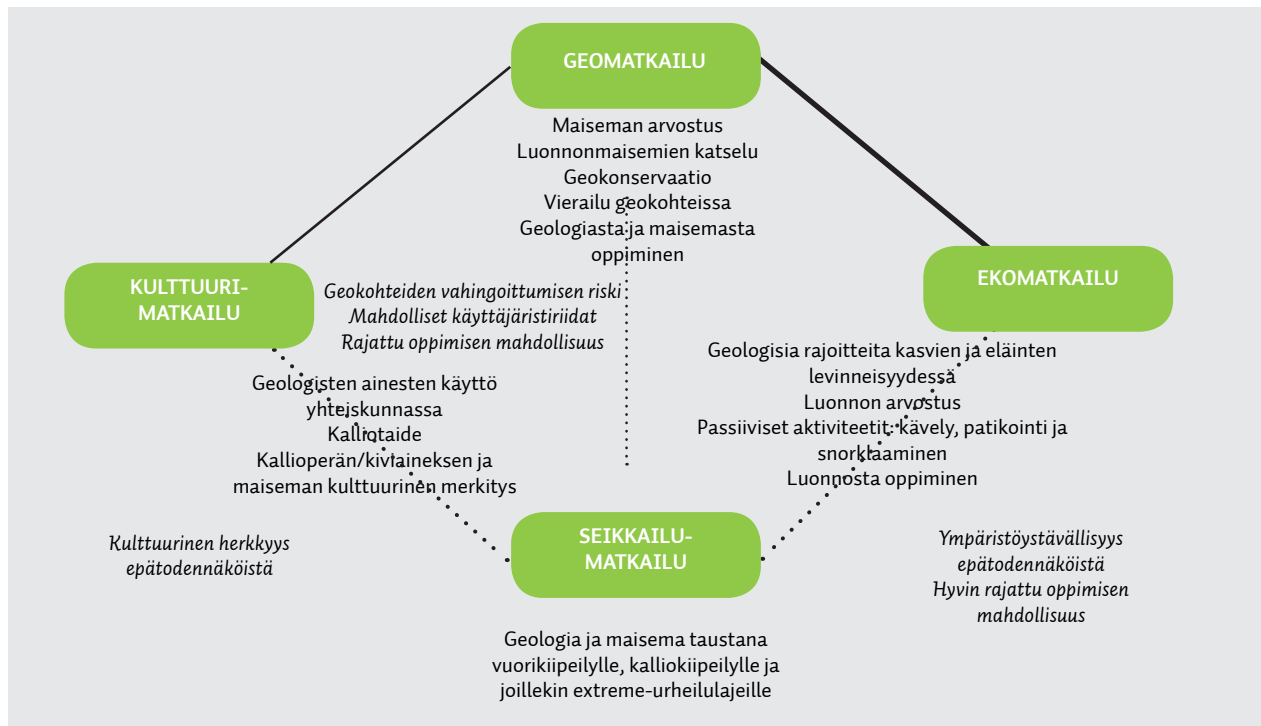 GEOMATKAILU
Maiseman arvostus
Luonnonmaisemien katselu
Geokonservaatio
Vierailu geokohteissa
Geologiasta ja maisemasta
oppiminen
KULTTUURI-
MATKAILU
Geokohteiden vahingoittumisen riski
Mahdolliset käyttäjäristiriidat
Rajattu oppimisen mahdollisuus
EKOMATKAILU
Geologisten ainesten käyttö
yhteiskunnassa
Kalliotaide
Kallioperän/kiviaineksen ja
maiseman kulttuurinen merkitys
Geologisia rajoitteita kasvien ja eläinten
levinneisyydessä
Luonnon arvostus
Passiiviset aktiviteetit: kävely, patikointi ja
snorklaaminen
Luonnosta oppiminen
Kulttuurinen herkkyys
epätodennäköistä
SEIKKAILU-
MATKAILU
Ympäristöystävällisyys
epätodennäköistä
Hyvin rajattu oppimisen
mahdollisuus
Geologia ja maisema taustana
vuorikiipeilylle, kalliokiipeilylle ja
joillekin extreme-urheilulajeille